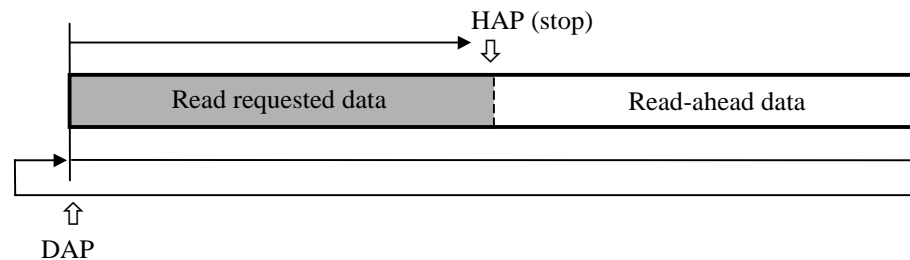 HAP (stop)
Read requested data
Read-ahead data
DAP